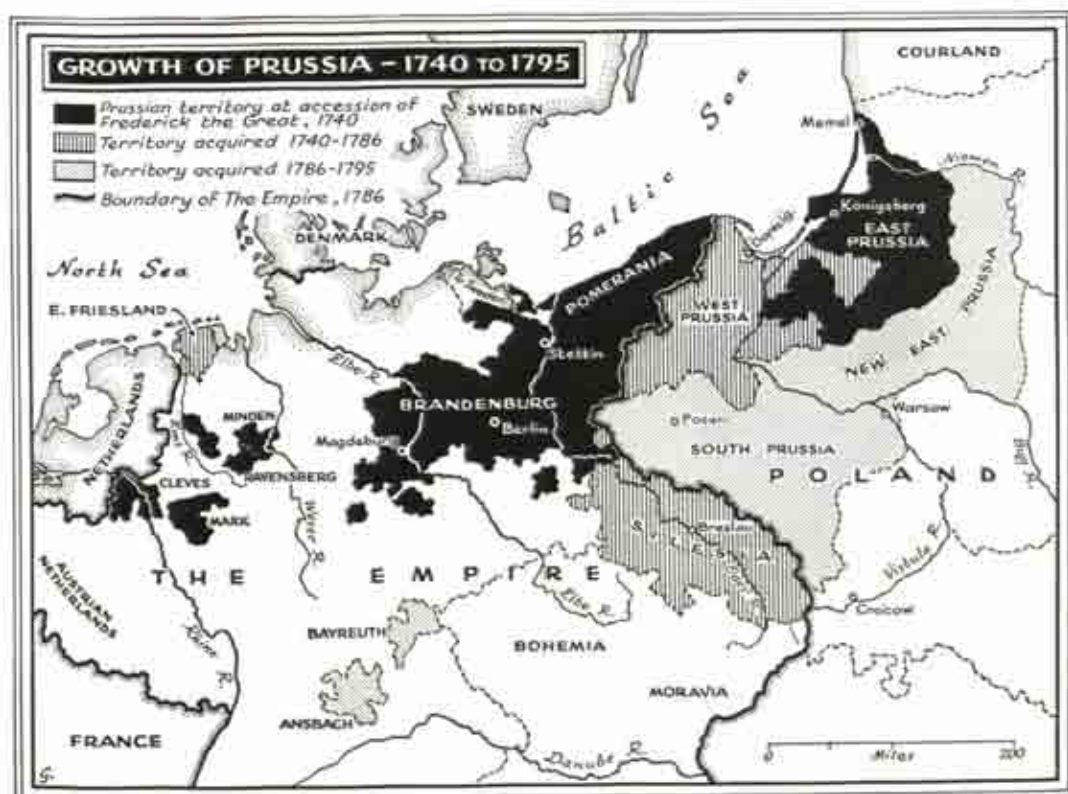 GROWTH OF PRUSSIA – 1740 TO 1795
Prussian territory at accession of
Frederick the Great, 1740
Territory acquired 1740-1786
Territory acquired 1786-1795
Boundary of The Empire, 1786
COURLAND
SWEDEN
Baltic Sea
Memel
Niemen R.
Königsberg
EAST
PRUSSIA
Danzig
DENMARK
North Sea
E. FRIESLAND
POMERANIA
WEST
PRUSSIA
NEW EAST PRUSSIA
Stettin
Elbe R.
NETHERLANDS
BRANDENBURG
Berlin
MINDEN
Magdeburg
RAVENSBERG
CLEVES
MARK
Weser R.
Posen
Warsaw
SOUTH PRUSSIA
POLAND
Bug R.
Breslau
SILESIA
Oder R.
Vistula R.
Cracow
THE EMPIRE
Elbe R.
AUSTRIAN
NETHERLANDS
Rhine R.
BAYREUTH
BOHEMIA
ANSBACH
MORAVIA
FRANCE
Danube R.
0 200
Miles
G.